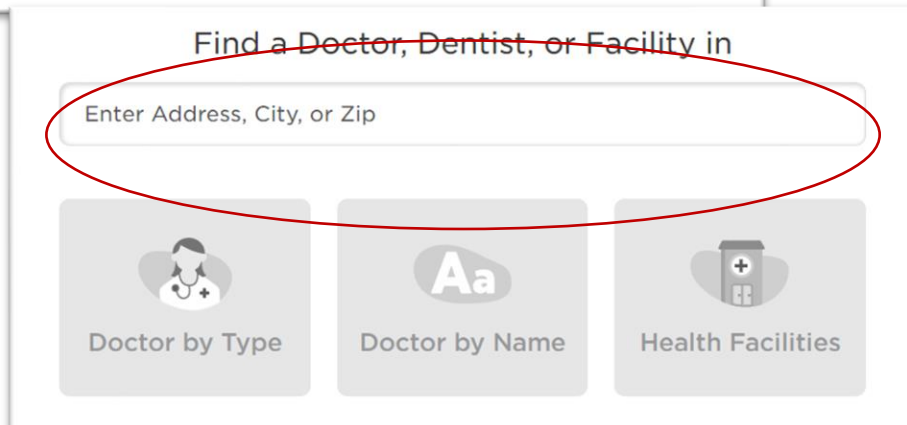 Find a Doctor, Dentist, or Facility in
Enter Address, City, or Zip
Aa
Doctor by Type
Doctor by Name
Health Facilities